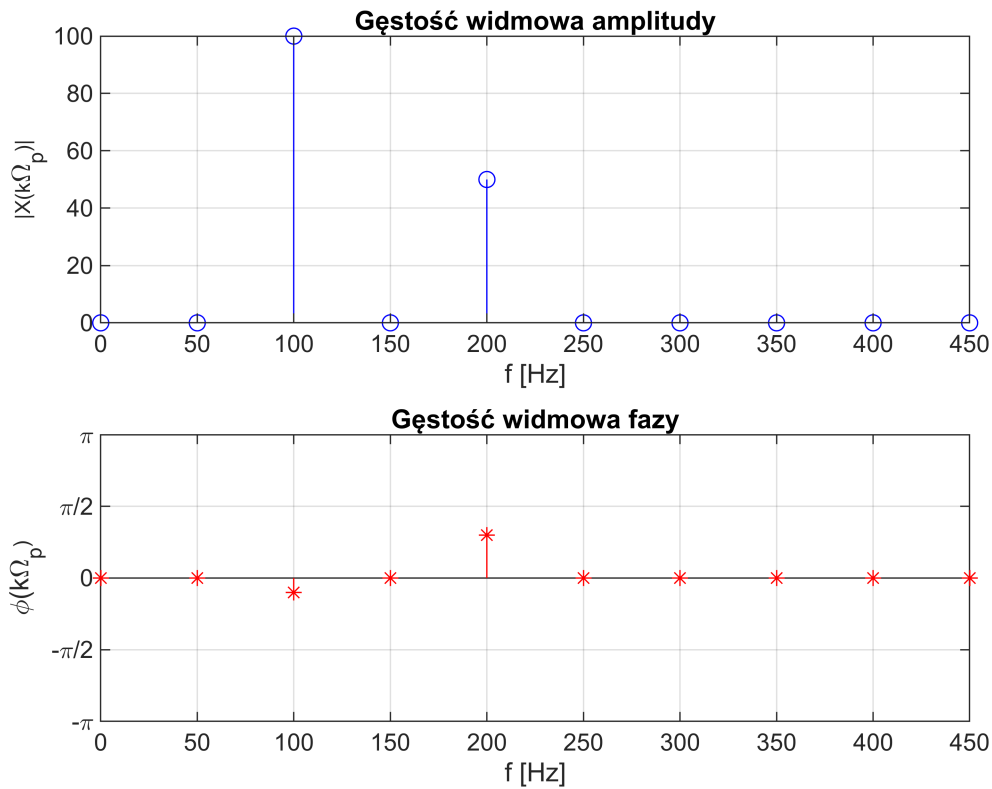 Gęstość widmowa amplitudy
|X(kΩp)|
100
80
60
40
20
0
0 50 100 150 200 250 300 350 400 450
f [Hz]
Gęstość widmowa fazy
ϕ(kΩp)
π
π/2
0
-π/2
-π
0 50 100 150 200 250 300 350 400 450
f [Hz]